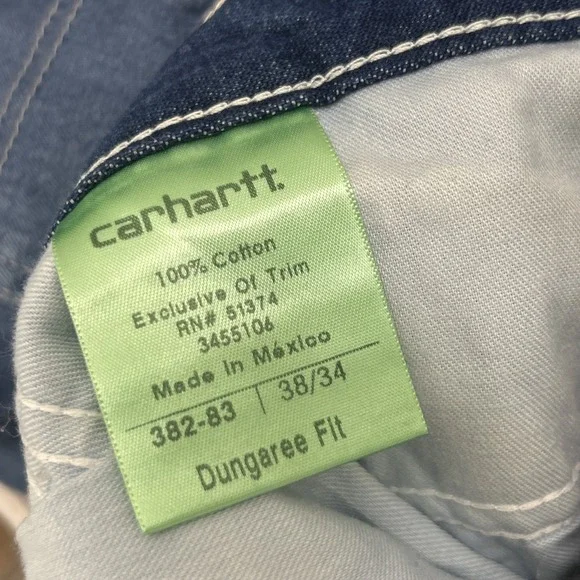 carhartt.
100% Cotton
Exclusive Of Trim
RN# 51374
3455106
Made In México
382-83 | 38/34
Dungaree Fit